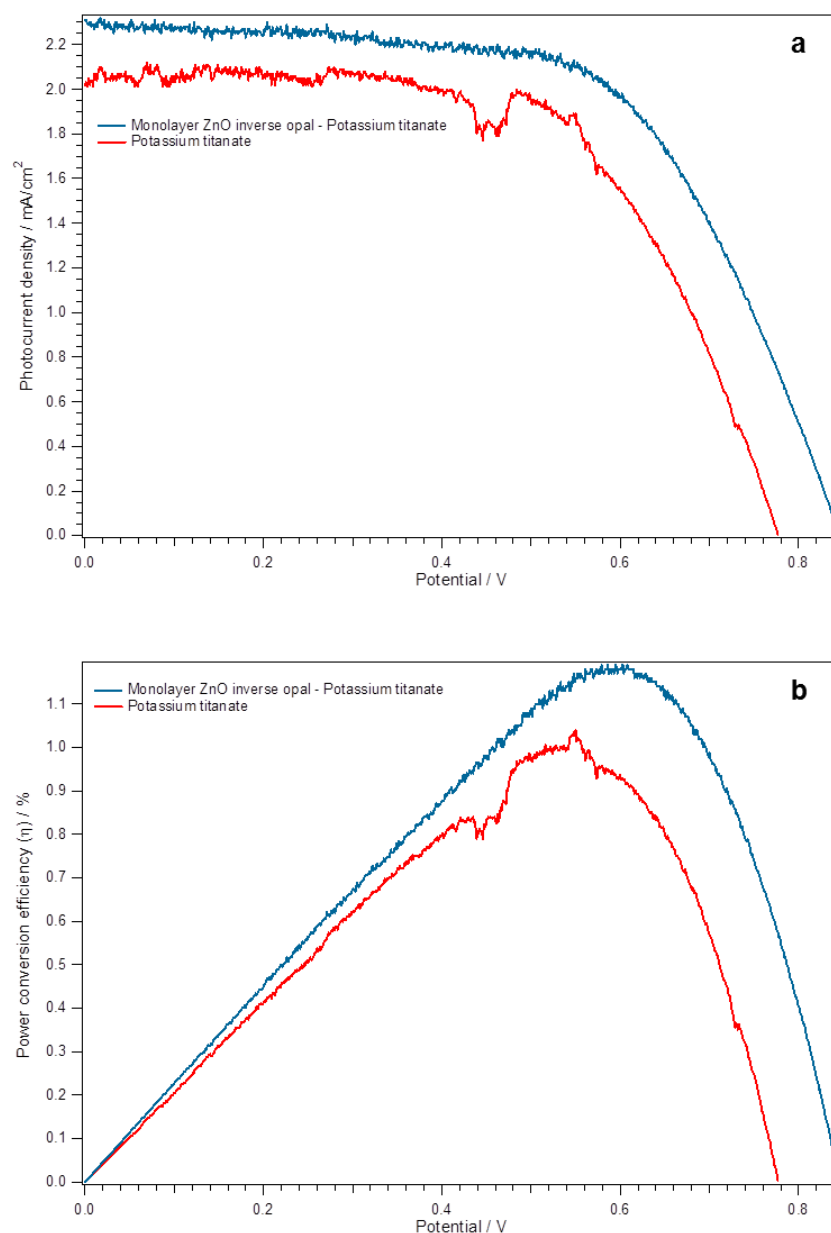 a
2.2
2.0
1.8
1.6
1.4
1.2
1.0
0.8
0.6
0.4
0.2
0.0
Photocurrent density / mA/cm²
Monolayer ZnO inverse opal - Potassium titanate
Potassium titanate
0.0 0.2 0.4 0.6 0.8
Potential / V
b
1.1
1.0
0.9
0.8
0.7
0.6
0.5
0.4
0.3
0.2
0.1
0.0
Power conversion efficiency (η) / %
Monolayer ZnO inverse opal - Potassium titanate
Potassium titanate
0.0 0.2 0.4 0.6 0.8
Potential / V